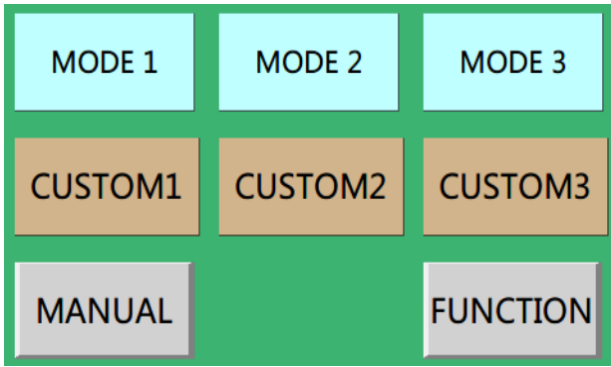 MODE 1 MODE 2 MODE 3
CUSTOM1 CUSTOM2 CUSTOM3
MANUAL FUNCTION